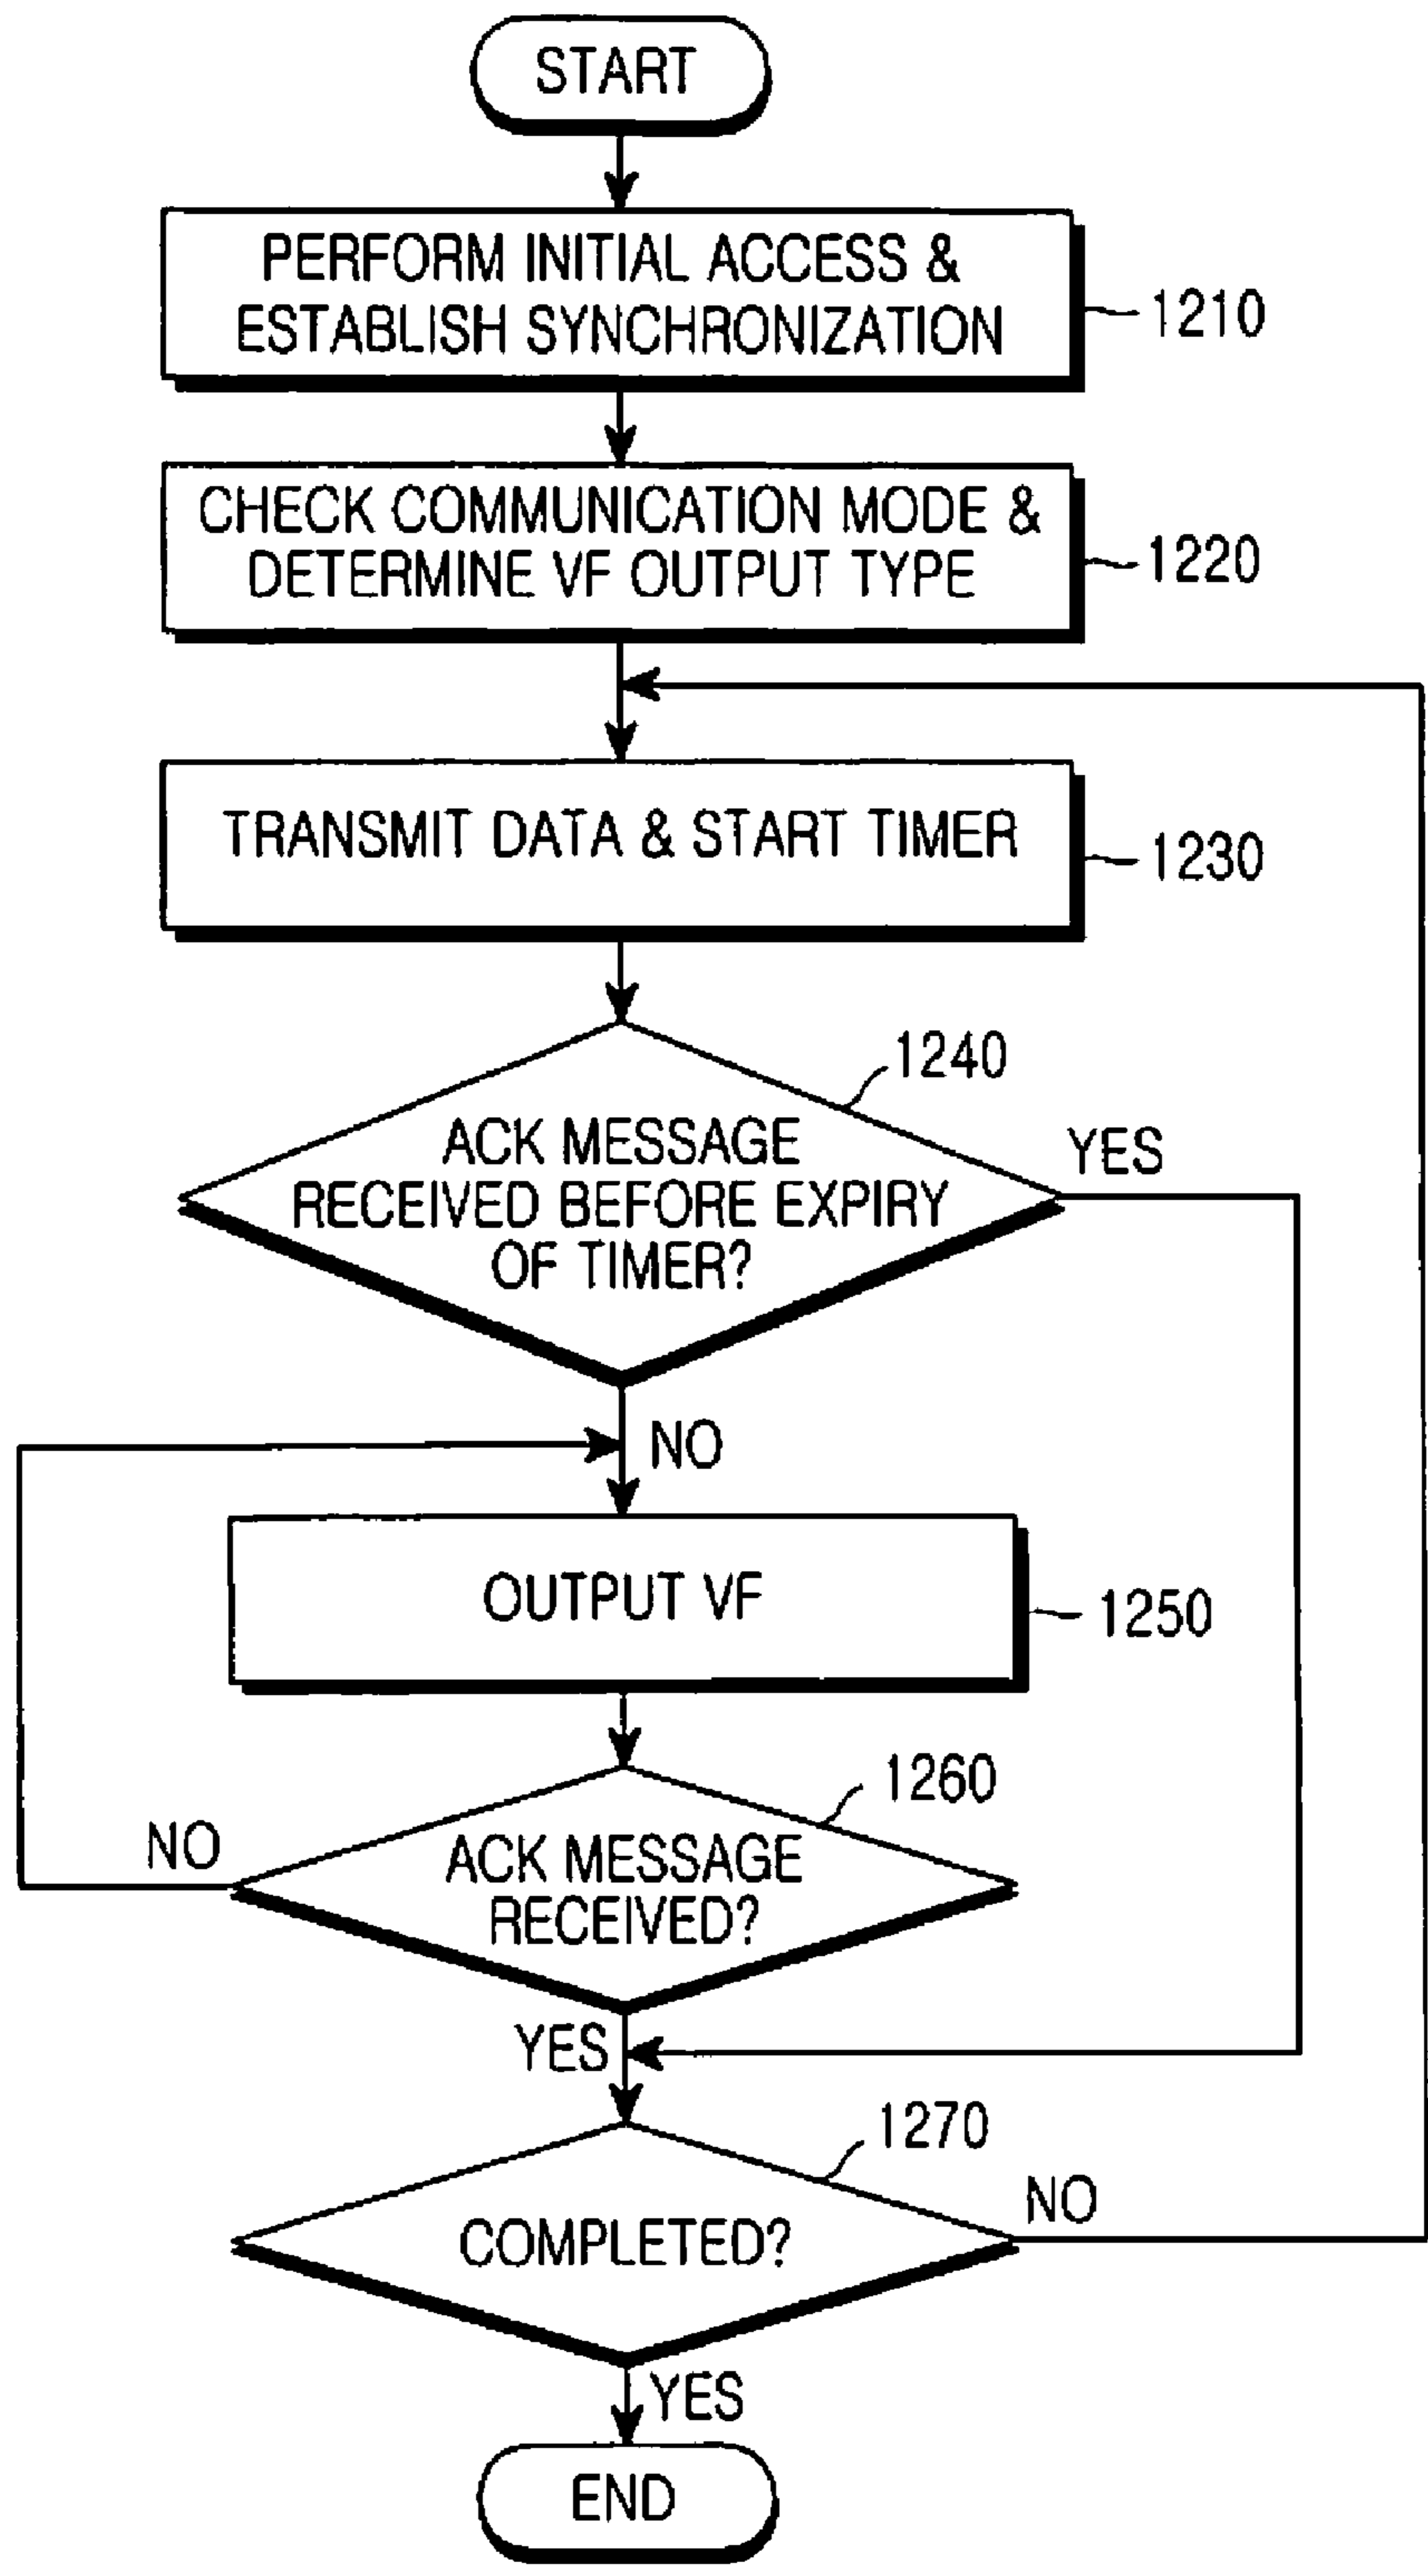 START
PERFORM INITIAL ACCESS &
ESTABLISH SYNCHRONIZATION
1210
CHECK COMMUNICATION MODE &
DETERMINE VF OUTPUT TYPE
1220
TRANSMIT DATA & START TIMER
1230
1240
ACK MESSAGE
RECEIVED BEFORE EXPIRY
OF TIMER?
YES
NO
OUTPUT VF
1250
1260
NO
ACK MESSAGE
RECEIVED?
YES
1270
NO
COMPLETED?
YES
END